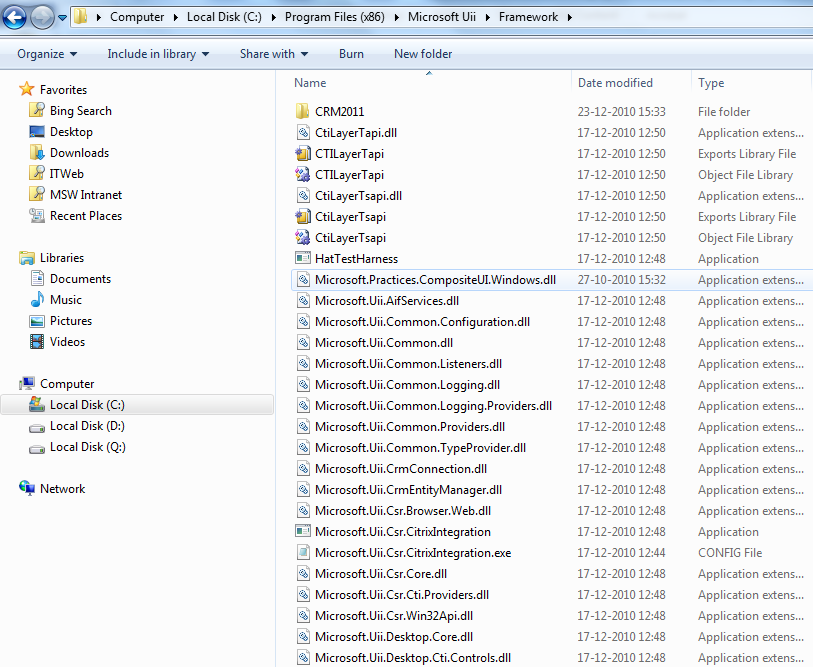 Computer Local Disk (C:) Program Files (x86) Microsoft Uii Framework
Organize Include in library Share with Burn New folder
Favorites
Bing Search
Desktop
Downloads
ITWeb
MSW Intranet
Recent Places
Libraries
Documents
Music
Pictures
Videos
Computer
Local Disk (C:)
Local Disk (D:)
Local Disk (Q:)
Network
Name Date modified Type
CRM2011 23-12-2010 15:33 File folder
CtiLayerTapi.dll 17-12-2010 12:50 Application extens...
CTILayerTapi 17-12-2010 12:50 Exports Library File
CTILayerTapi 17-12-2010 12:50 Object File Library
CtiLayerTsapi.dll 17-12-2010 12:50 Application extens...
CtiLayerTsapi 17-12-2010 12:50 Exports Library File
CtiLayerTsapi 17-12-2010 12:50 Object File Library
HatTestHarness 17-12-2010 12:48 Application
Microsoft.Practices.CompositeUI.Windows.dll 27-10-2010 15:32 Application extens...
Microsoft.Uii.AifServices.dll 17-12-2010 12:48 Application extens...
Microsoft.Uii.Common.Configuration.dll 17-12-2010 12:48 Application extens...
Microsoft.Uii.Common.dll 17-12-2010 12:48 Application extens...
Microsoft.Uii.Common.Listeners.dll 17-12-2010 12:48 Application extens...
Microsoft.Uii.Common.Logging.dll 17-12-2010 12:48 Application extens...
Microsoft.Uii.Common.Logging.Providers.dll 17-12-2010 12:48 Application extens...
Microsoft.Uii.Common.Providers.dll 17-12-2010 12:48 Application extens...
Microsoft.Uii.Common.TypeProvider.dll 17-12-2010 12:48 Application extens...
Microsoft.Uii.CrmConnection.dll 17-12-2010 12:48 Application extens...
Microsoft.Uii.CrmEntityManager.dll 17-12-2010 12:48 Application extens...
Microsoft.Uii.Csr.Browser.Web.dll 17-12-2010 12:48 Application extens...
Microsoft.Uii.Csr.CitrixIntegration 17-12-2010 12:48 Application
Microsoft.Uii.Csr.CitrixIntegration.exe 17-12-2010 12:44 CONFIG File
Microsoft.Uii.Csr.Core.dll 17-12-2010 12:48 Application extens...
Microsoft.Uii.Csr.Cti.Providers.dll 17-12-2010 12:48 Application extens...
Microsoft.Uii.Csr.Win32Api.dll 17-12-2010 12:48 Application extens...
Microsoft.Uii.Desktop.Core.dll 17-12-2010 12:48 Application extens...
Microsoft.Uii.Desktop.Cti.Controls.dll 17-12-2010 12:48 Application extens...